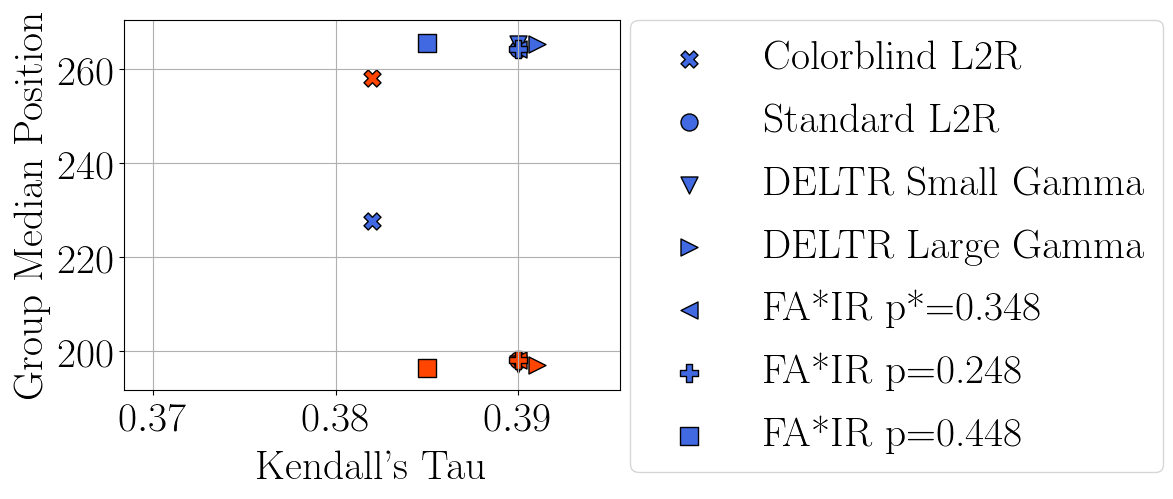 Group Median Position
260
240
220
200
0.37
0.38
0.39
Kendall's Tau
Colorblind L2R
Standard L2R
DELTR Small Gamma
DELTR Large Gamma
FA*IR p*=0.348
FA*IR p=0.248
FA*IR p=0.448